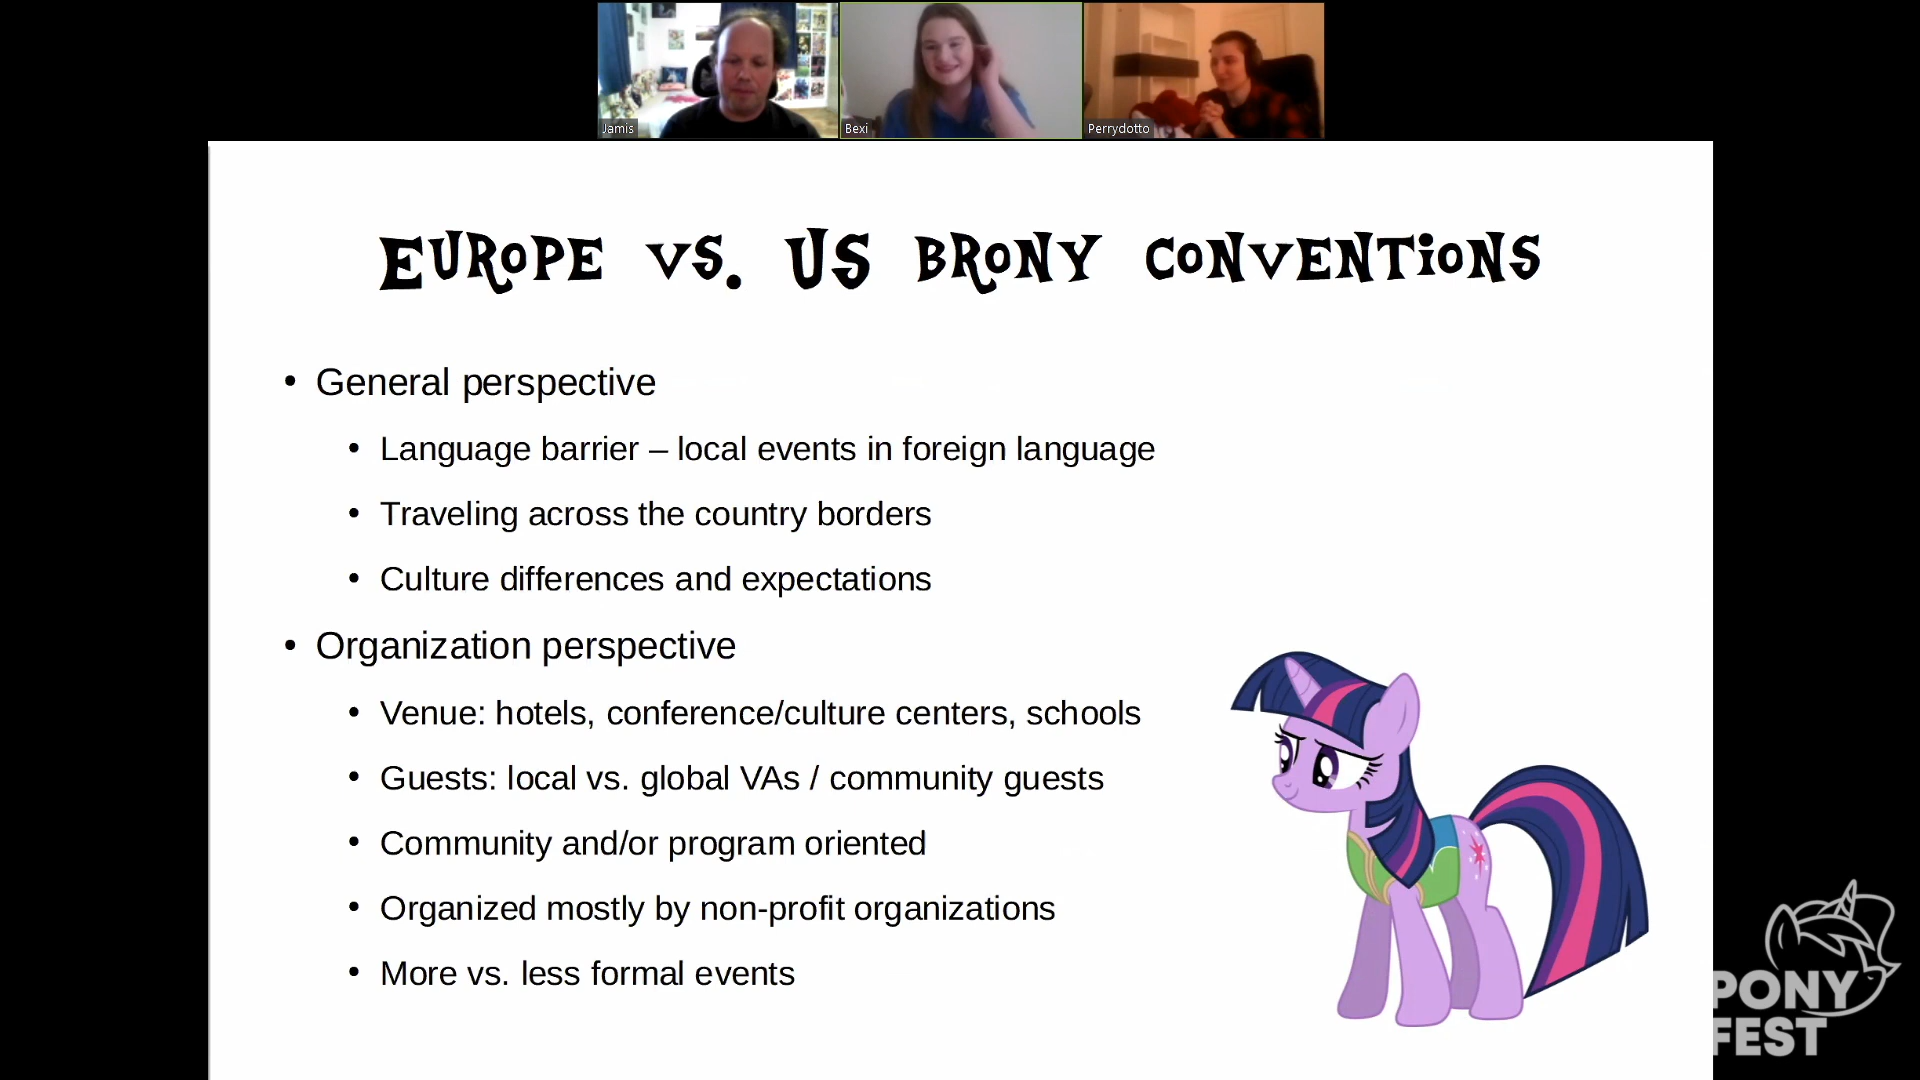 Jamis
Bexi
Perrydotto
EUROPE VS. US BRONY CONVENTIONS
• General perspective
• Language barrier – local events in foreign language
• Traveling across the country borders
• Culture differences and expectations
• Organization perspective
• Venue: hotels, conference/culture centers, schools
• Guests: local vs. global VAs / community guests
• Community and/or program oriented
• Organized mostly by non-profit organizations
• More vs. less formal events
PONY
FEST